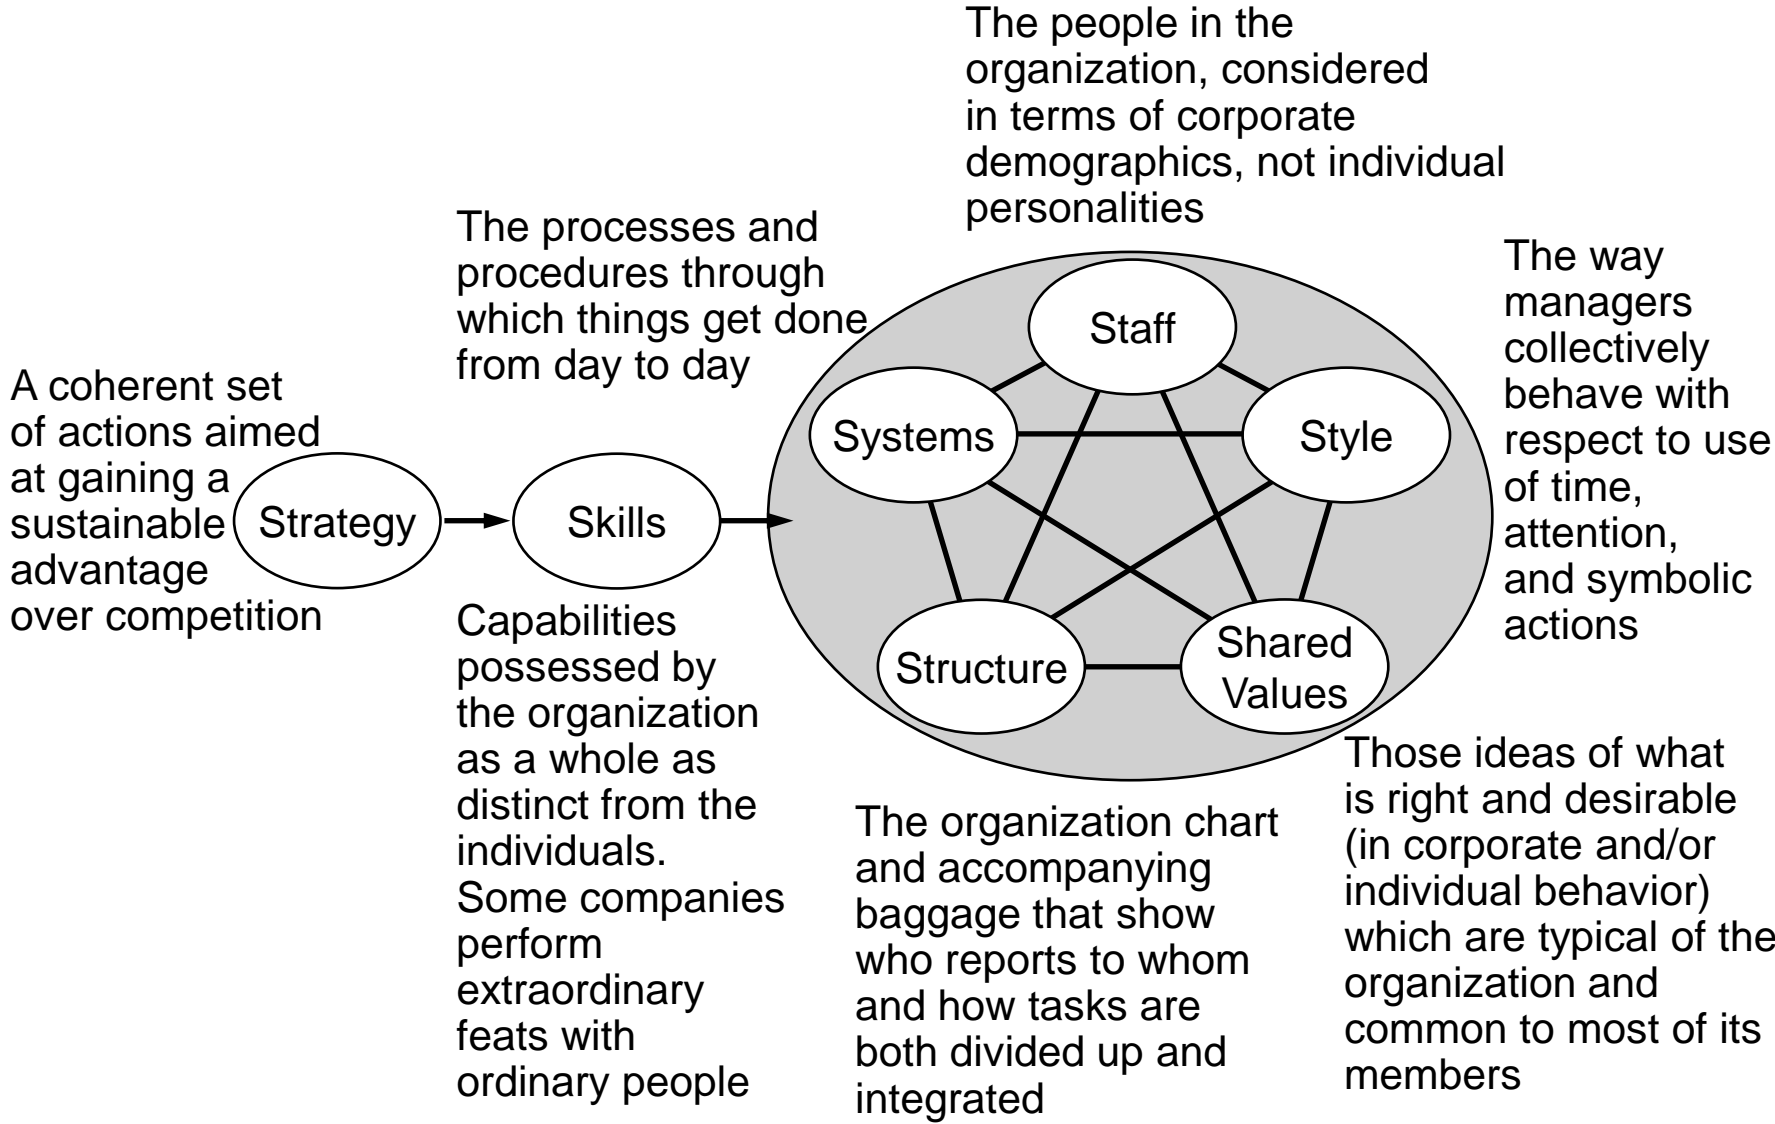 The people in the
organization, considered
in terms of corporate
demographics, not individual
personalities
The processes and
procedures through
which things get done
from day to day
The way
managers
collectively
behave with
respect to use
of time,
attention,
and symbolic
actions
A coherent set
of actions aimed
at gaining a
sustainable
advantage
over competition
Strategy
Skills
Staff
Systems
Style
Structure
Shared
Values
Capabilities
possessed by
the organization
as a whole as
distinct from the
individuals.
Some companies
perform
extraordinary
feats with
ordinary people
The organization chart
and accompanying
baggage that show
who reports to whom
and how tasks are
both divided up and
integrated
Those ideas of what
is right and desirable
(in corporate and/or
individual behavior)
which are typical of the
organization and
common to most of its
members